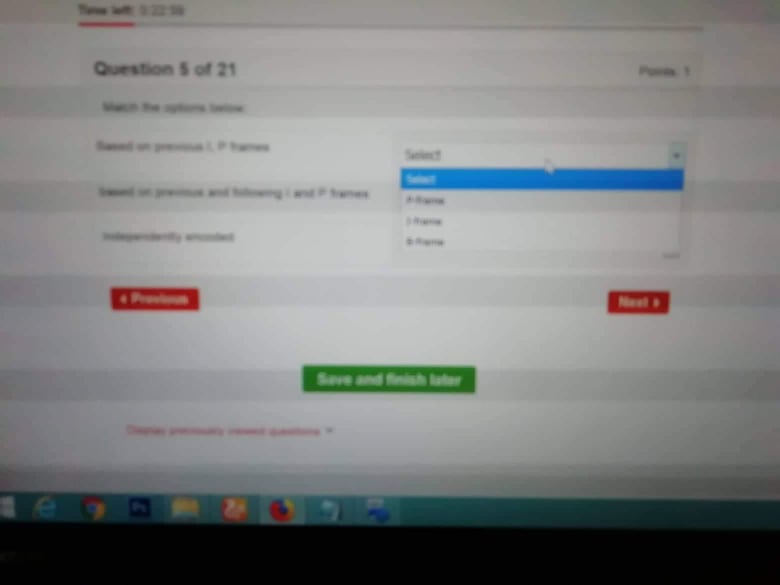 Time left: 0:22:59
Question 5 of 21
Points: 1
Match the options below:
Based on previous I, P frames
Select
Select
P-frame
I-frame
B-frame
based on previous and following I and P frames
Independently encoded
Previous
Next
Save and finish later
Display previously viewed questions
Ps